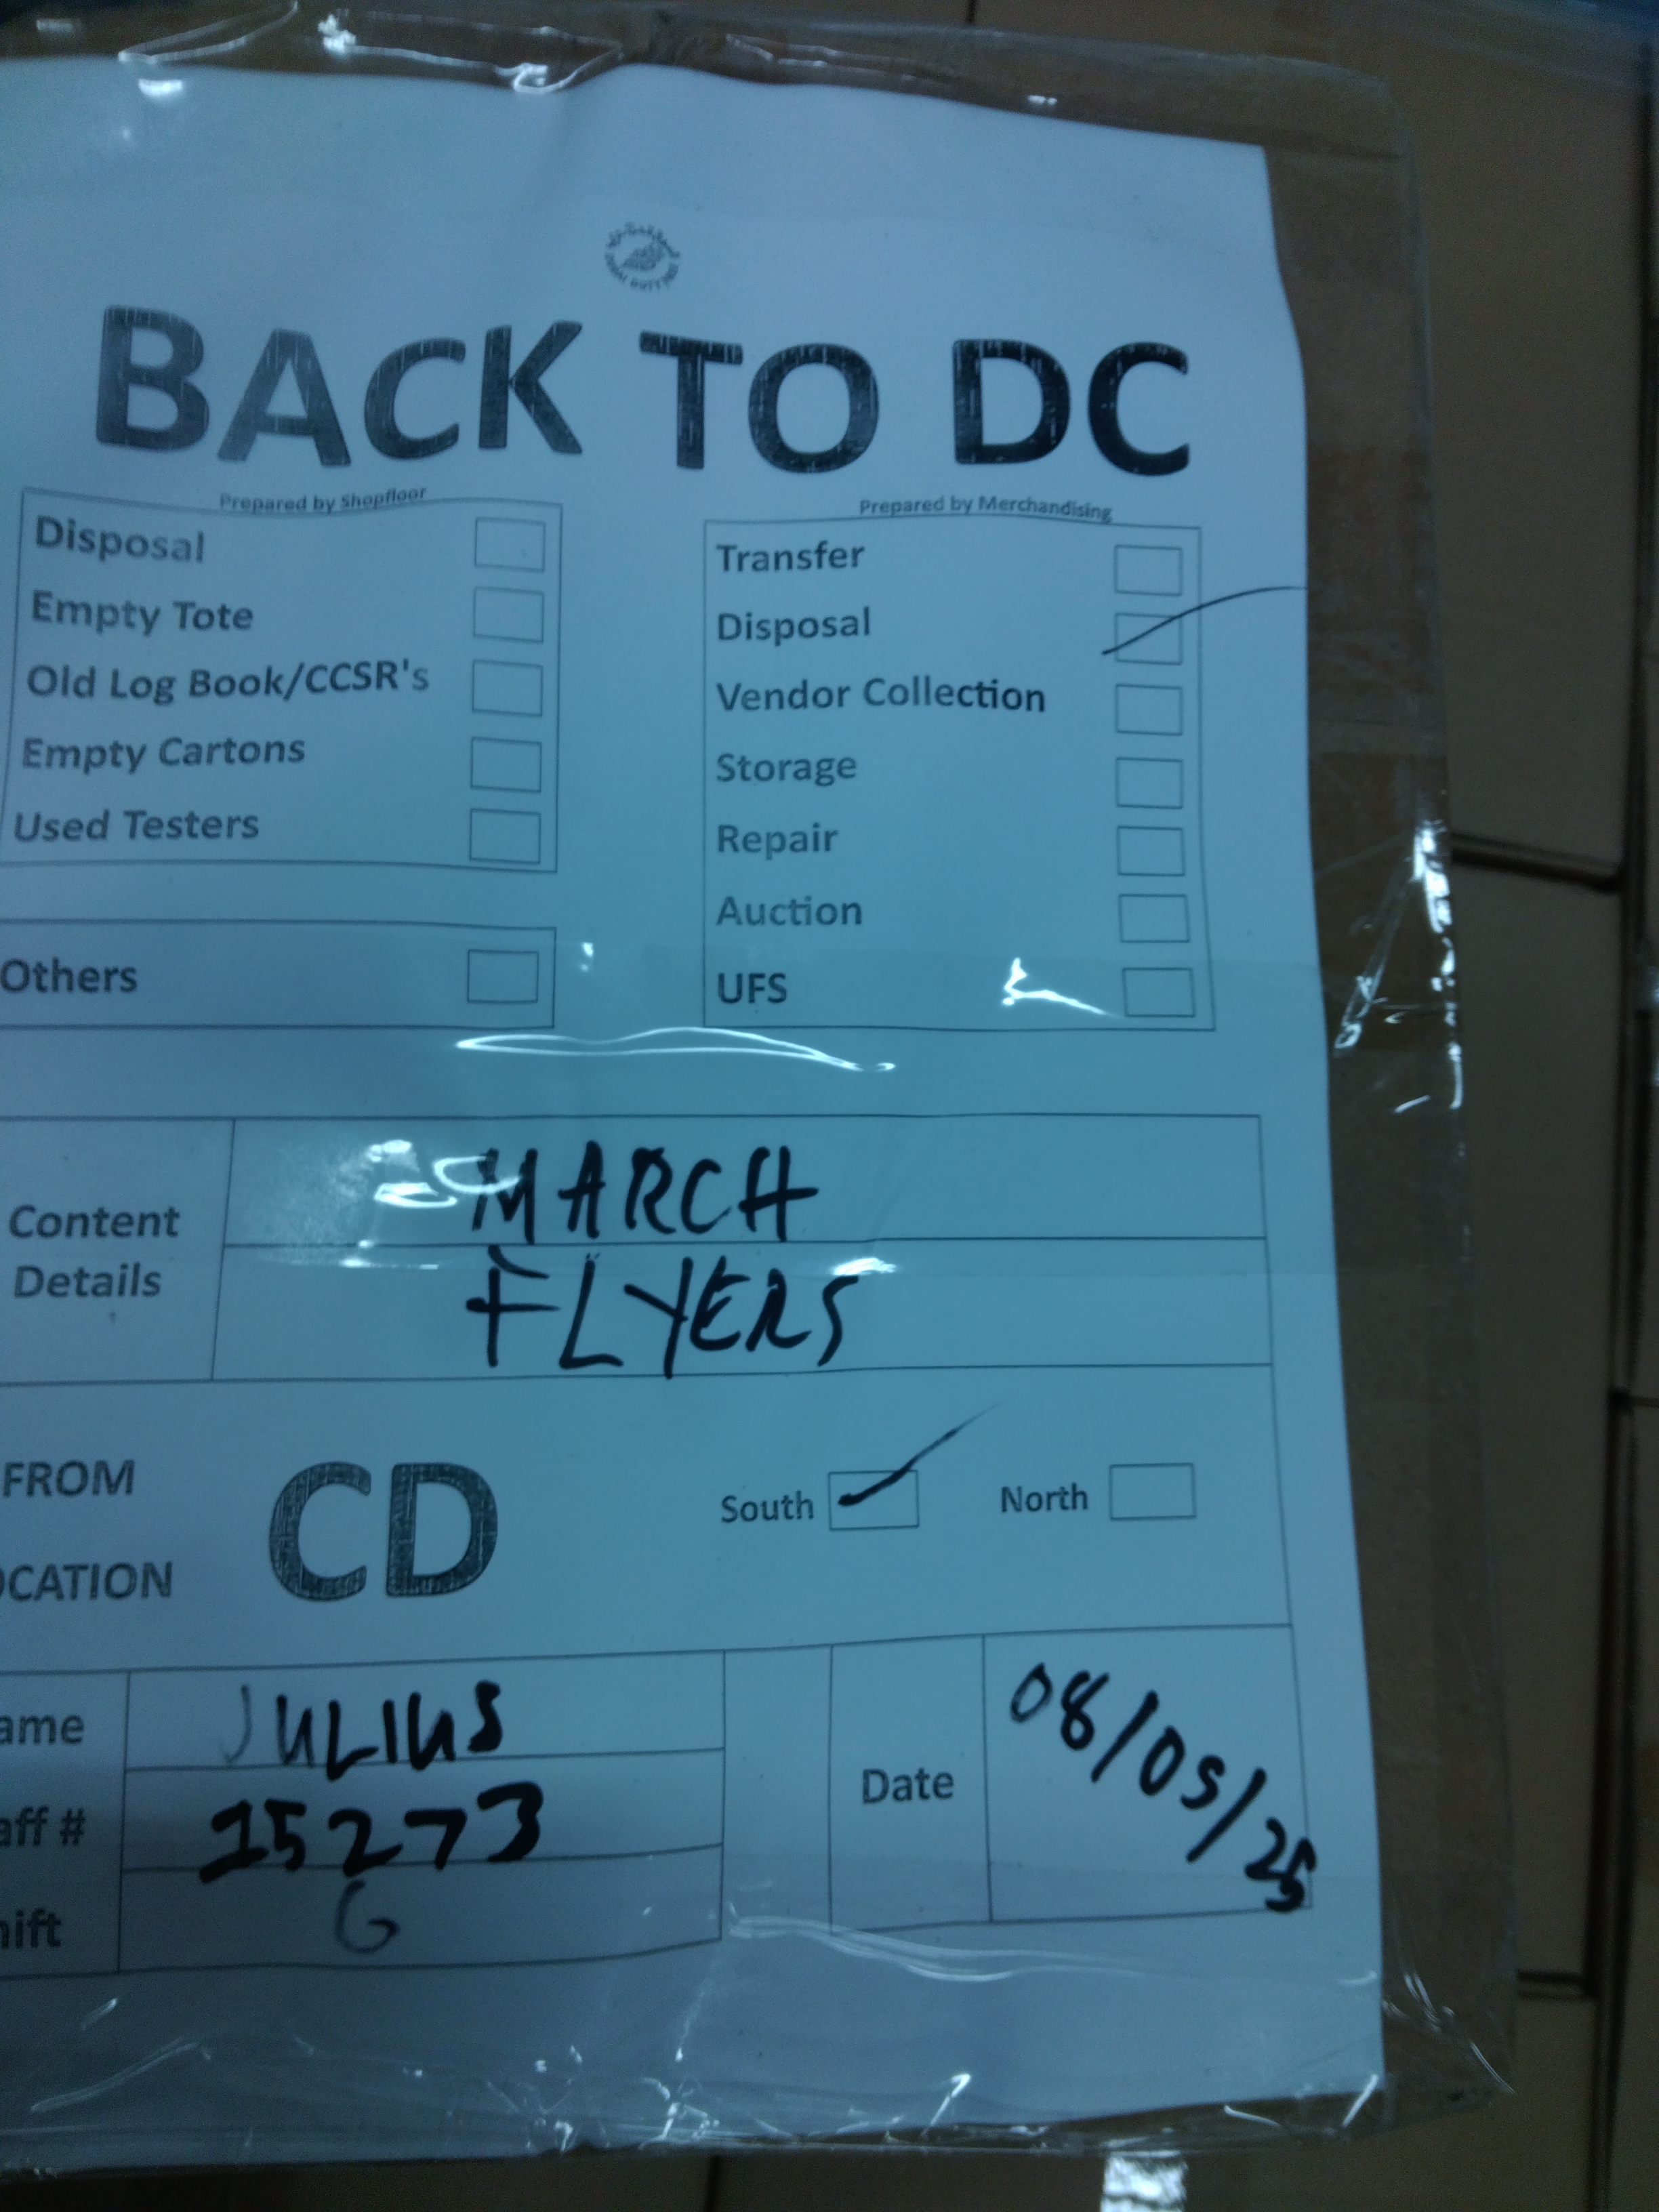 BACK TO DC
Prepared by Shopfloor
Disposal
Empty Tote
Old Log Book/CCSR's
Empty Cartons
Used Testers
Others
Prepared by Merchandising
Transfer
Disposal
Vendor Collection
Storage
Repair
Auction
UFS
Content
Details
MARCH
FLYERS
FROM
OCATION
CD
South
North
ame
JULIUS
aff #
15273
hift
G
Date
08/05/25